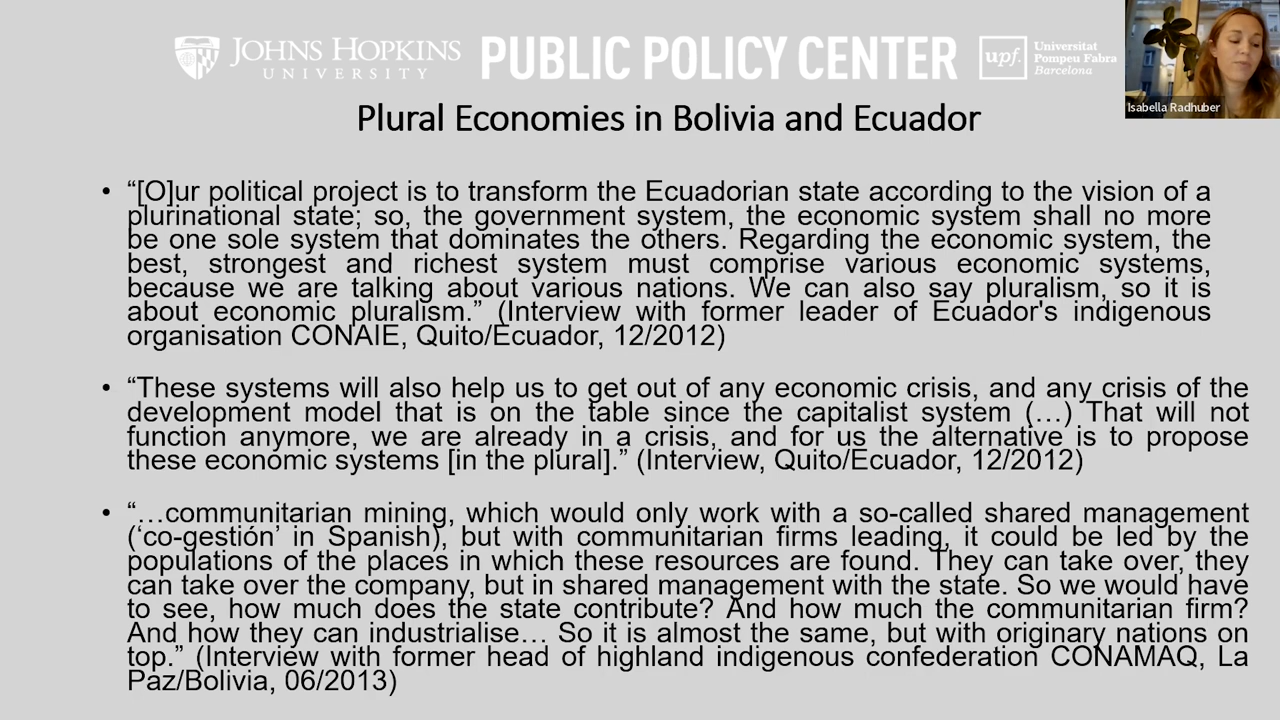 JOHNS HOPKINS
UNIVERSITY
PUBLIC POLICY CENTER
upf.
Universitat
Pompeu Fabra
Barcelona
Isabella Radhuber
Plural Economies in Bolivia and Ecuador
• “[O]ur political project is to transform the Ecuadorian state according to the vision of a
plurinational state; so, the government system, the economic system shall no more
be one sole system that dominates the others. Regarding the economic system, the
best, strongest and richest system must comprise various economic systems,
because we are talking about various nations. We can also say pluralism, so it is
about economic pluralism.” (Interview with former leader of Ecuador's indigenous
organisation CONAIE, Quito/Ecuador, 12/2012)
• “These systems will also help us to get out of any economic crisis, and any crisis of the
development model that is on the table since the capitalist system (…) That will not
function anymore, we are already in a crisis, and for us the alternative is to propose
these economic systems [in the plural].” (Interview, Quito/Ecuador, 12/2012)
• “…communitarian mining, which would only work with a so-called shared management
(‘co-gestión’ in Spanish), but with communitarian firms leading, it could be led by the
populations of the places in which these resources are found. They can take over, they
can take over the company, but in shared management with the state. So we would have
to see, how much does the state contribute? And how much the communitarian firm?
And how they can industrialise… So it is almost the same, but with originary nations on
top.” (Interview with former head of highland indigenous confederation CONAMAQ, La
Paz/Bolivia, 06/2013)